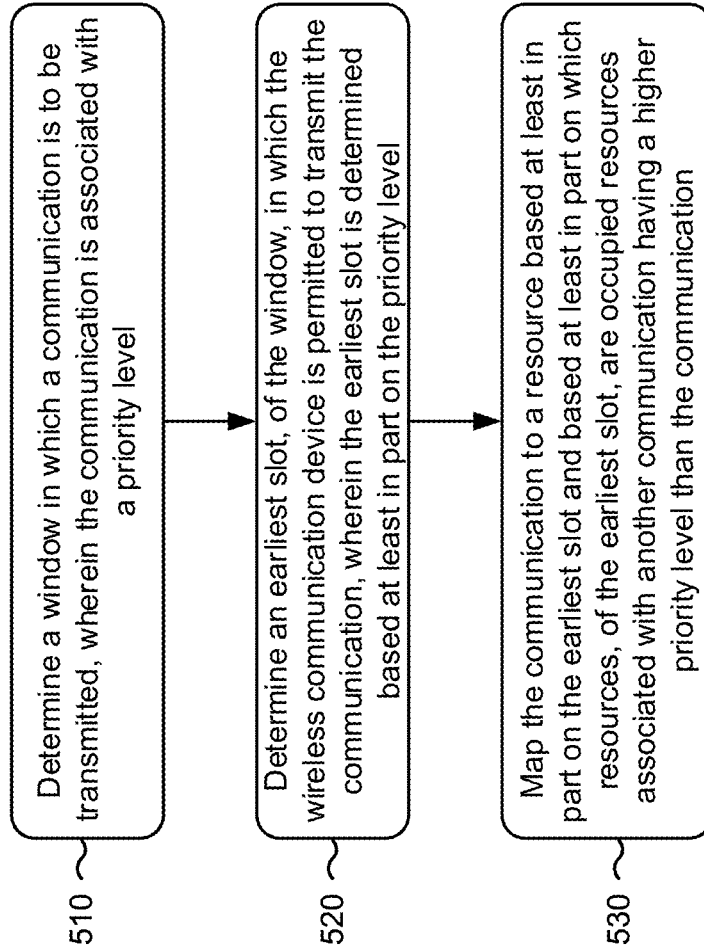 510
Determine a window in which a communication is to be
transmitted, wherein the communication is associated with
a priority level
520
Determine an earliest slot, of the window, in which the
wireless communication device is permitted to transmit the
communication, wherein the earliest slot is determined
based at least in part on the priority level
530
Map the communication to a resource based at least in
part on the earliest slot and based at least in part on which
resources, of the earliest slot, are occupied resources
associated with another communication having a higher
priority level than the communication